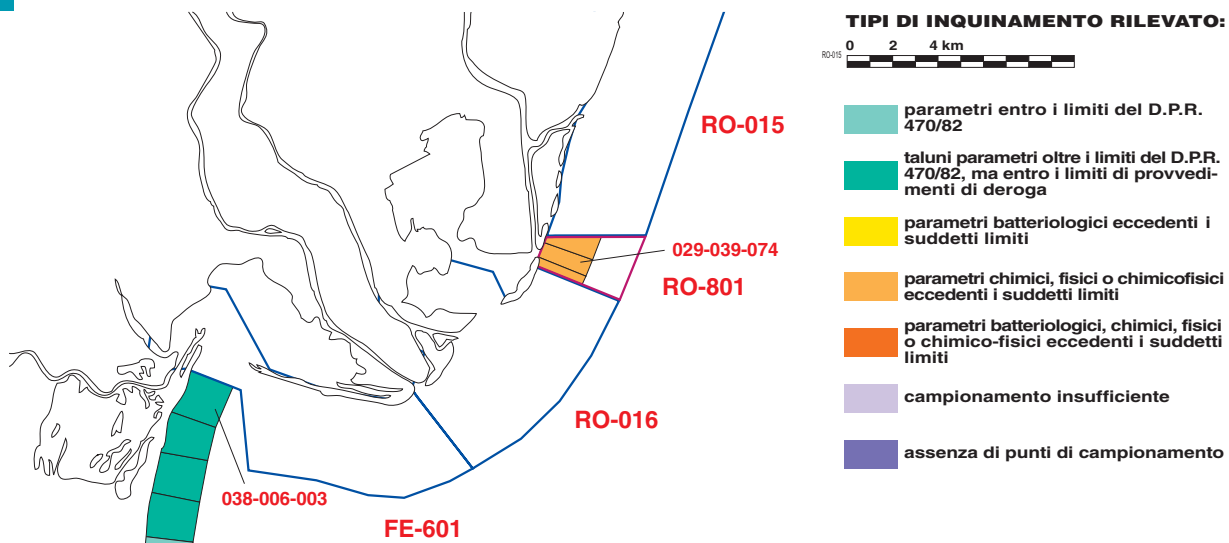 TIPI DI INQUINAMENTO RILEVATO:
0 2 4 km
RO-015
parametri entro i limiti del D.P.R.
470/82
taluni parametri oltre i limiti del D.P.R.
470/82, ma entro i limiti di provvedi-
menti di deroga
parametri batteriologici eccedenti i
suddetti limiti
parametri chimici, fisici o chimicofisici
eccedenti i suddetti limiti
parametri batteriologici, chimici, fisici
o chimico-fisici eccedenti i suddetti
limiti
campionamento insufficiente
assenza di punti di campionamento
RO-015
029-039-074
RO-801
RO-016
038-006-003
FE-601